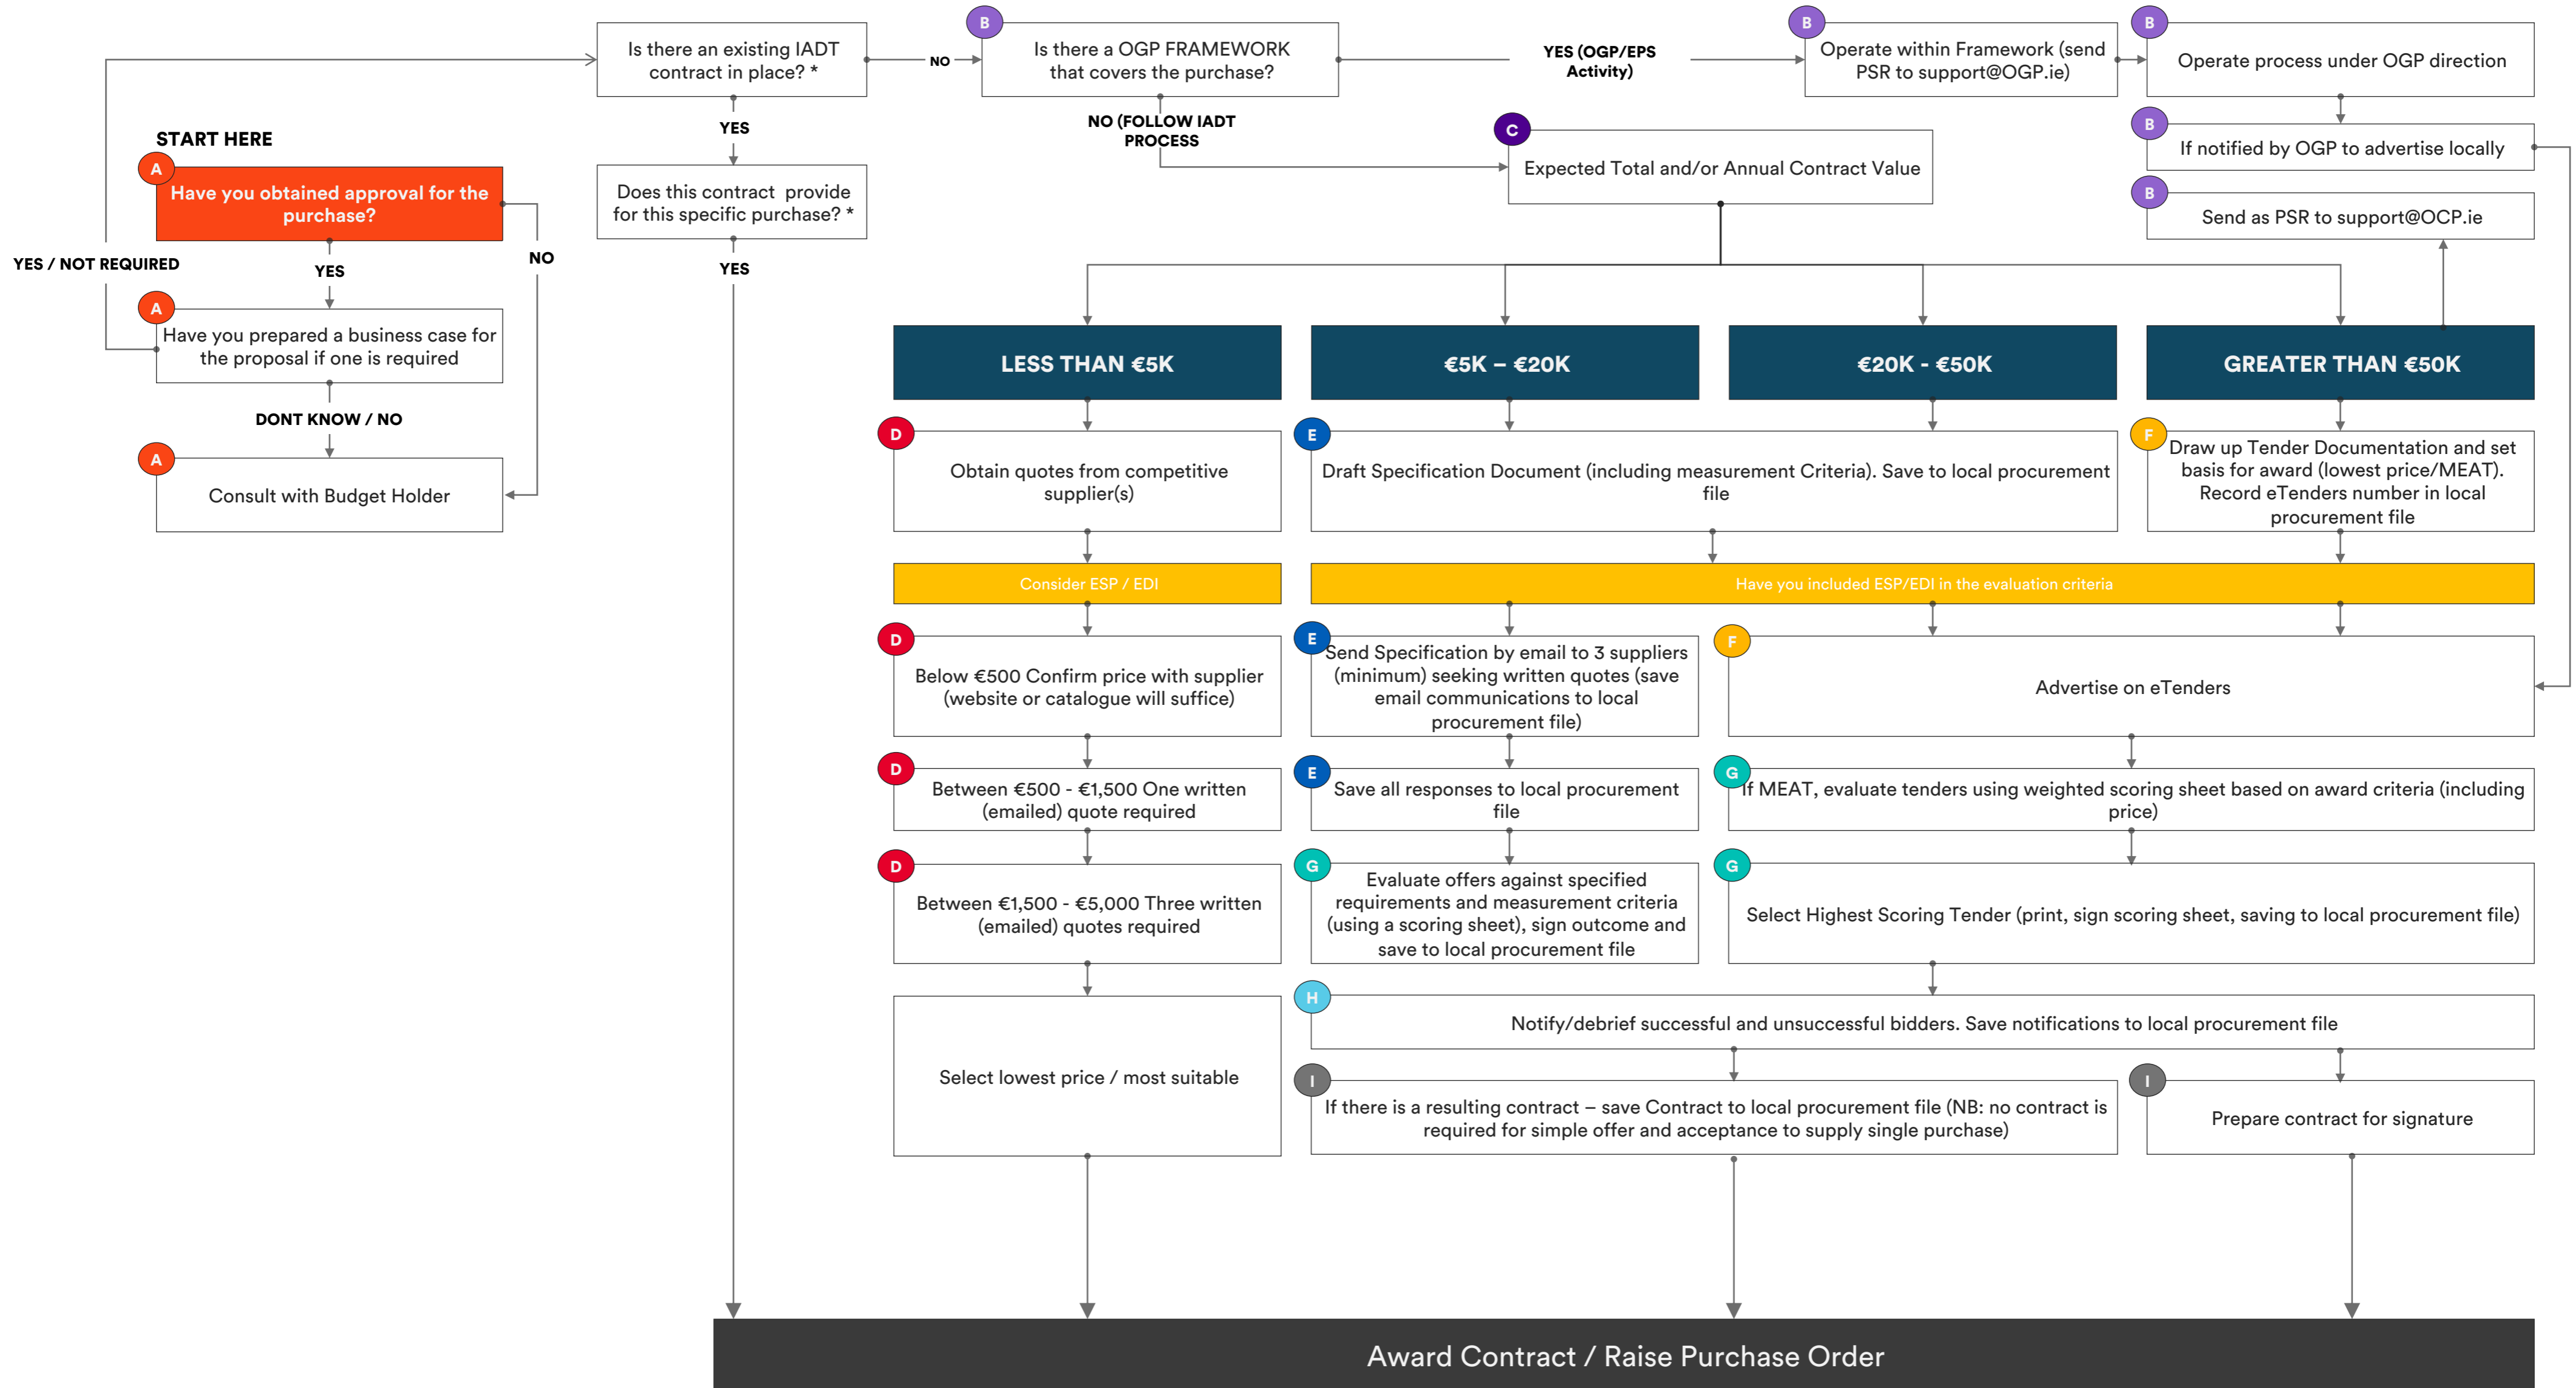 START HERE
A
Have you obtained approval for the
purchase?
YES / NOT REQUIRED
YES
NO
A
Have you prepared a business case for
the proposal if one is required
DONT KNOW / NO
A
Consult with Budget Holder
Is there an existing IADT
contract in place? *
NO
YES
Does this contract provide
for this specific purchase? *
YES
B
Is there a OGP FRAMEWORK
that covers the purchase?
YES (OGP/EPS
Activity)
NO (FOLLOW IADT
PROCESS
B
Operate within Framework (send
PSR to support@OGP.ie)
B
Operate process under OGP direction
B
If notified by OGP to advertise locally
B
Send as PSR to support@OCP.ie
C
Expected Total and/or Annual Contract Value
LESS THAN €5K
€5K – €20K
€20K - €50K
GREATER THAN €50K
D
Obtain quotes from competitive
supplier(s)
E
Draft Specification Document (including measurement Criteria). Save to local procurement
file
F
Draw up Tender Documentation and set
basis for award (lowest price/MEAT).
Record eTenders number in local
procurement file
Consider ESP / EDI
Have you included ESP/EDI in the evaluation criteria
D
Below €500 Confirm price with supplier
(website or catalogue will suffice)
E
Send Specification by email to 3 suppliers
(minimum) seeking written quotes (save
email communications to local
procurement file)
F
Advertise on eTenders
D
Between €500 - €1,500 One written
(emailed) quote required
E
Save all responses to local procurement
file
G
If MEAT, evaluate tenders using weighted scoring sheet based on award criteria (including
price)
D
Between €1,500 - €5,000 Three written
(emailed) quotes required
G
Evaluate offers against specified
requirements and measurement criteria
(using a scoring sheet), sign outcome and
save to local procurement file
G
Select Highest Scoring Tender (print, sign scoring sheet, saving to local procurement file)
Select lowest price / most suitable
H
Notify/debrief successful and unsuccessful bidders. Save notifications to local procurement file
I
If there is a resulting contract – save Contract to local procurement file (NB: no contract is
required for simple offer and acceptance to supply single purchase)
I
Prepare contract for signature
Award Contract / Raise Purchase Order